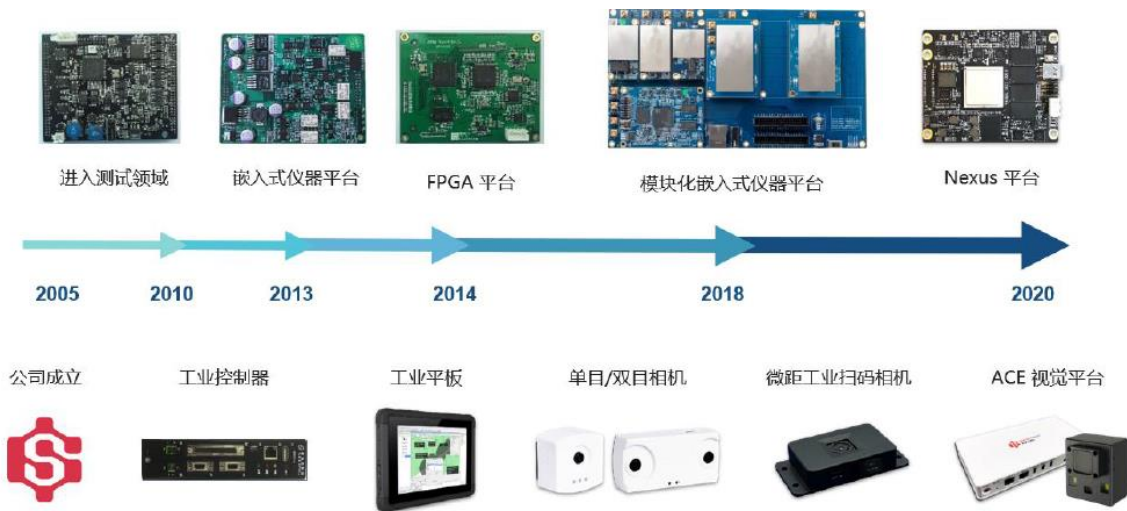 进入测试领域
嵌入式仪器平台
FPGA 平台
模块化嵌入式仪器平台
Nexus 平台
2005
2010
2013
2014
2018
2020
公司成立
工业控制器
工业平板
单目/双目相机
微距工业扫码相机
ACE 视觉平台